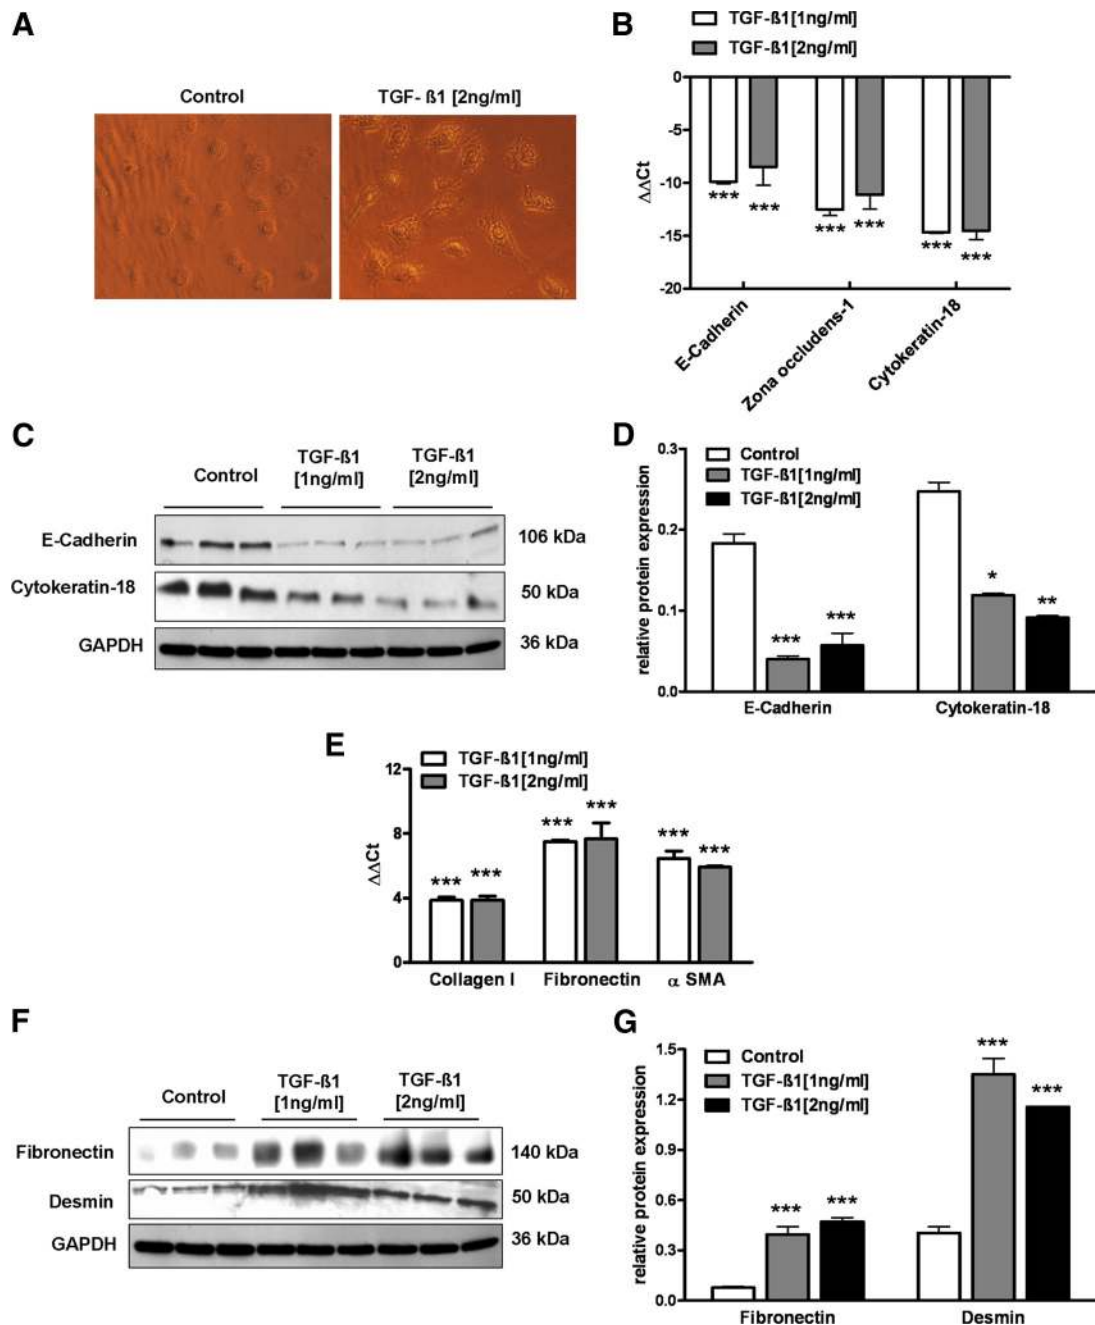 A
Control
TGF- ß1 [2ng/ml]
B
TGF-ß1[1ng/ml]
TGF-ß1[2ng/ml]
0
-5
-10
-15
-20
ΔΔCt
***
***
***
***
***
***
E-Cadherin
Zona occludens-1
Cytokeratin-18
C
Control
TGF-ß1
[1ng/ml]
TGF-ß1
[2ng/ml]
E-Cadherin
106 kDa
Cytokeratin-18
50 kDa
GAPDH
36 kDa
D
Control
TGF-ß1[1ng/ml]
TGF-ß1[2ng/ml]
0.3
0.2
0.1
0.0
relative protein expression
***
***
*
**
E-Cadherin
Cytokeratin-18
E
TGF-ß1[1ng/ml]
TGF-ß1[2ng/ml]
12
8
4
0
ΔΔCt
***
***
***
***
***
***
Collagen I
Fibronectin
α SMA
F
Control
TGF-ß1
[1ng/ml]
TGF-ß1
[2ng/ml]
Fibronectin
140 kDa
Desmin
50 kDa
GAPDH
36 kDa
G
Control
TGF-ß1[1ng/ml]
TGF-ß1[2ng/ml]
1.5
1.2
0.9
0.6
0.3
0.0
relative protein expression
***
***
***
***
Fibronectin
Desmin